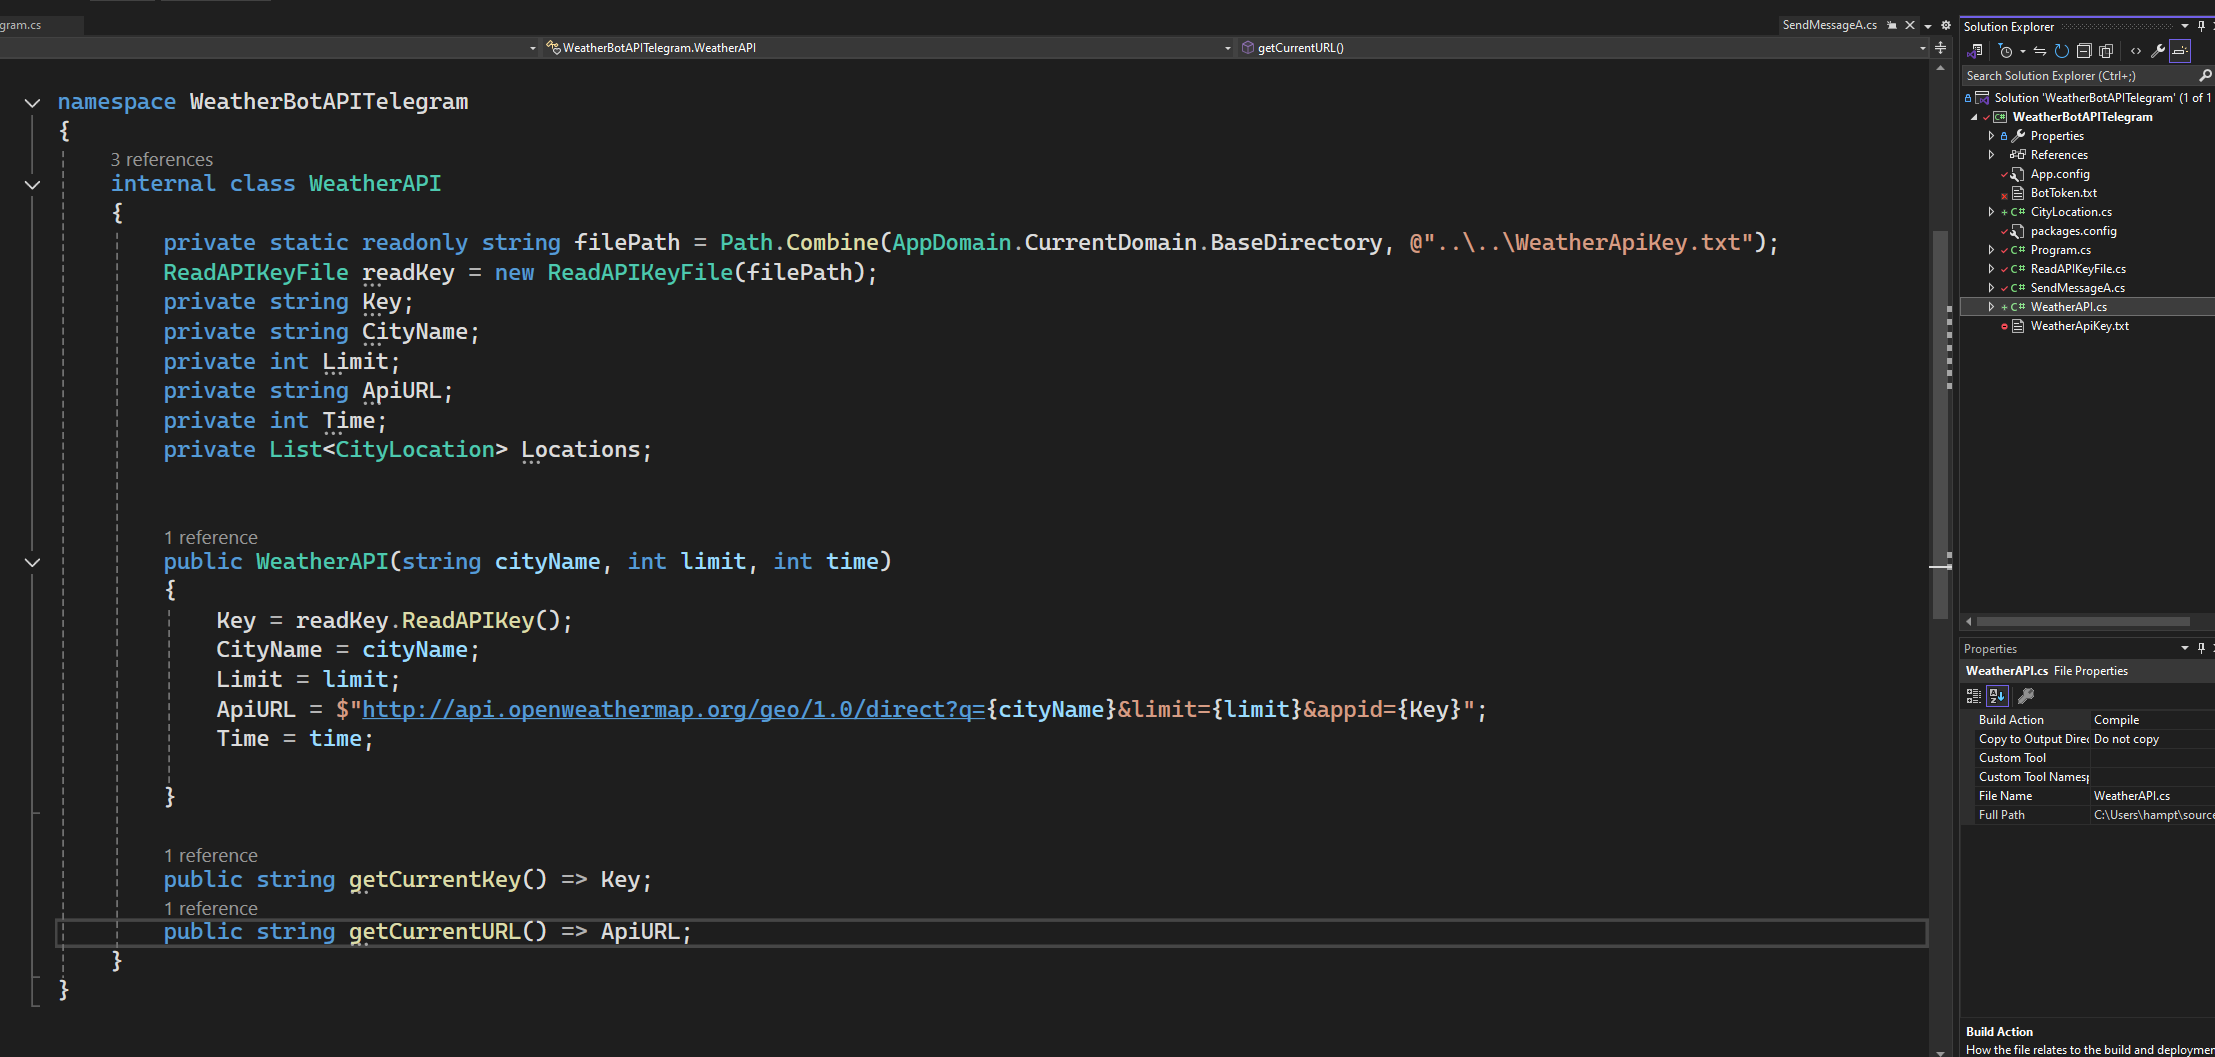 gram.cs
SendMessageA.cs
WeatherBotAPITelegram.WeatherAPI
getCurrentURL()
namespace WeatherBotAPITelegram
{
3 references
internal class WeatherAPI
{
private static readonly string filePath = Path.Combine(AppDomain.CurrentDomain.BaseDirectory, @"..\..\WeatherApiKey.txt");
ReadAPIKeyFile readKey = new ReadAPIKeyFile(filePath);
private string Key;
private string CityName;
private int Limit;
private string ApiURL;
private int Time;
private List<CityLocation> Locations;
1 reference
public WeatherAPI(string cityName, int limit, int time)
{
Key = readKey.ReadAPIKey();
CityName = cityName;
Limit = limit;
ApiURL = $"http://api.openweathermap.org/geo/1.0/direct?q={cityName}&limit={limit}&appid={Key}";
Time = time;
}
1 reference
public string getCurrentKey() => Key;
1 reference
public string getCurrentURL() => ApiURL;
}
}
Solution Explorer
Search Solution Explorer (Ctrl+;)
Solution 'WeatherBotAPITelegram' (1 of 1
C# WeatherBotAPITelegram
Properties
References
App.config
BotToken.txt
C# CityLocation.cs
packages.config
C# Program.cs
C# ReadAPIKeyFile.cs
C# SendMessageA.cs
C# WeatherAPI.cs
WeatherApiKey.txt
Properties
WeatherAPI.cs File Properties
Build Action Compile
Copy to Output Direc Do not copy
Custom Tool
Custom Tool Namesp
File Name WeatherAPI.cs
Full Path C:\Users\hampt\source
Build Action
How the file relates to the build and deploymen